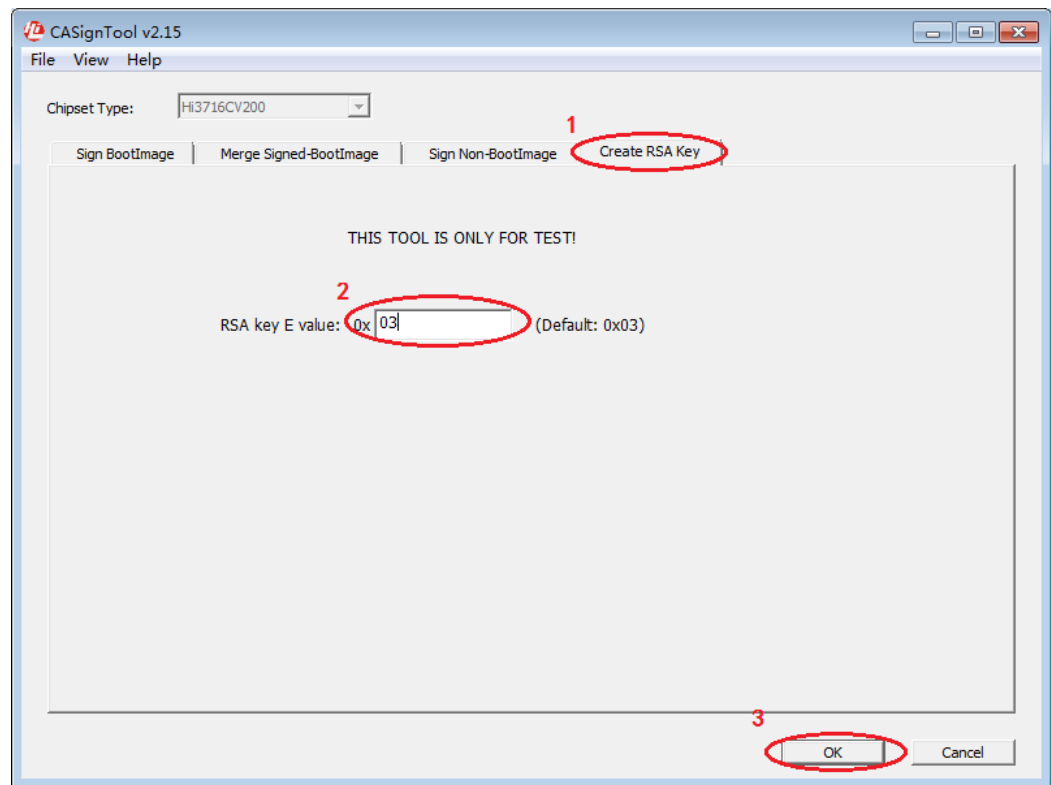 CASignTool v2.15
File View Help
Chipset Type: Hi3716CV200
1
Sign BootImage Merge Signed-BootImage Sign Non-BootImage Create RSA Key
THIS TOOL IS ONLY FOR TEST!
2
RSA key E value: 0x 03 (Default: 0x03)
3
OK Cancel